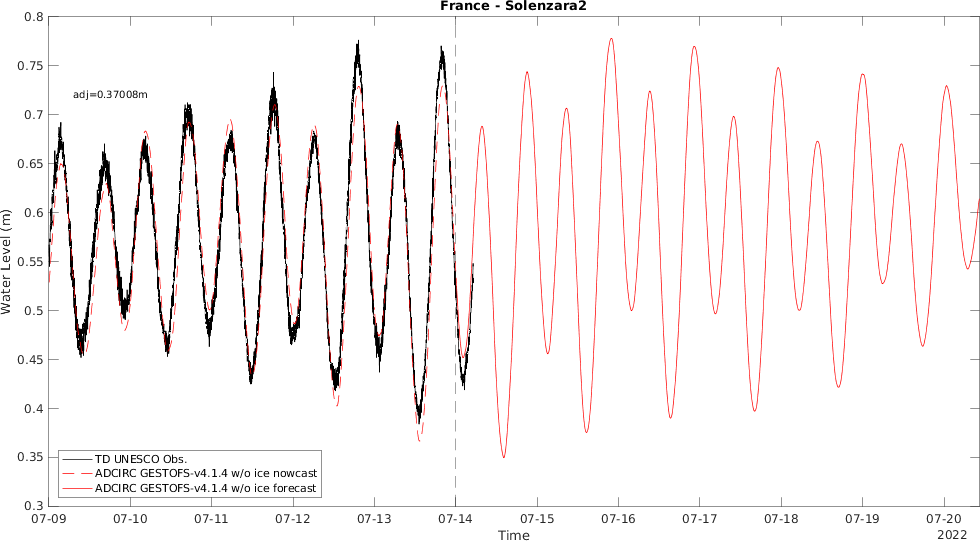 France - Solenzara2
0.8
0.75
0.7
0.65
0.6
0.55
0.5
0.45
0.4
0.35
0.3
Water Level (m)
adj=0.37008m
TD UNESCO Obs.
ADCIRC GESTOFS-v4.1.4 w/o ice nowcast
ADCIRC GESTOFS-v4.1.4 w/o ice forecast
07-09 07-10 07-11 07-12 07-13 07-14 07-15 07-16 07-17 07-18 07-19 07-20
Time
2022